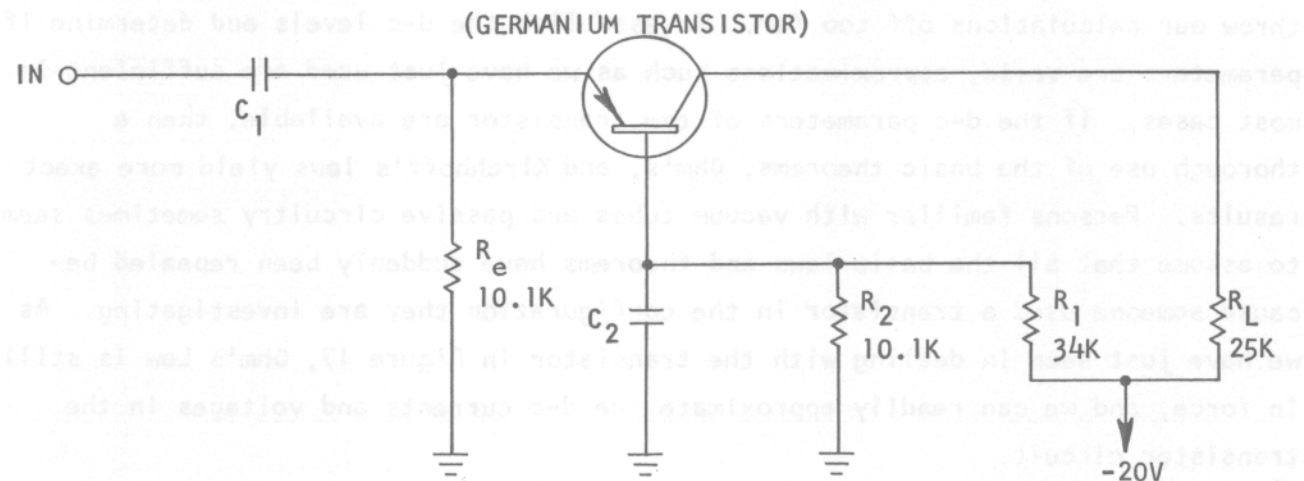 throw our calculations off too
d-c levels and determine if
parameters are valid, approximations such as we have just used are sufficient in
most cases. If the d-c parameters of the transistor are available, then a
thorough use of the basic theorems, Ohm's, and Kirchhoff's laws yield more exact
results. Persons familiar with vacuum tubes and passive circuitry sometimes seem
to assume that all the basic laws and theorems have suddenly been repealed be-
cause someone used a transistor in the configuration they are investigating. As
we have just seen in dealing with the transistor in Figure 17, Ohm's Law is still
in force, and we can readily approximate the d-c currents and voltages in the
transistor circuit.
(GERMANIUM TRANSISTOR)
IN
C1
Re
10.1K
C2
R2
10.1K
R1
34K
RL
25K
-20V